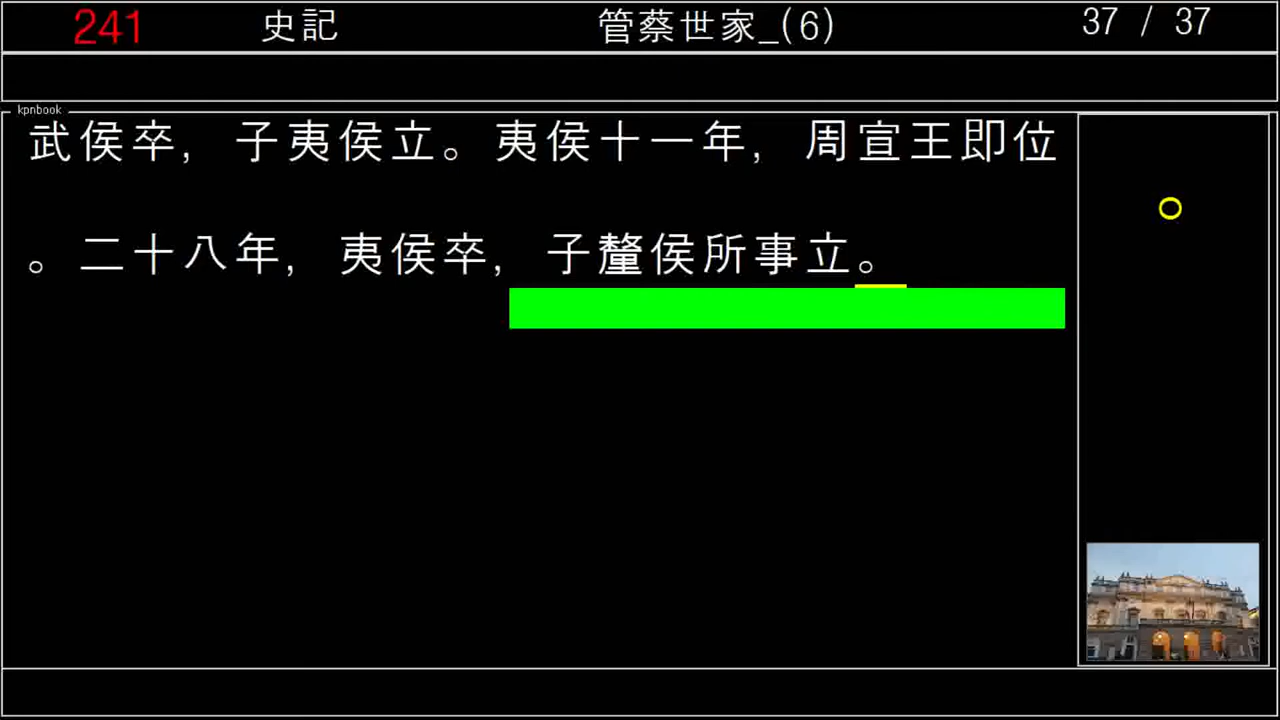 241 史記 管蔡世家_(6) 37 / 37
kpnbook
武侯卒, 子夷侯立。夷侯十一年, 周宣王即位
。二十八年, 夷侯卒, 子釐侯所事立。